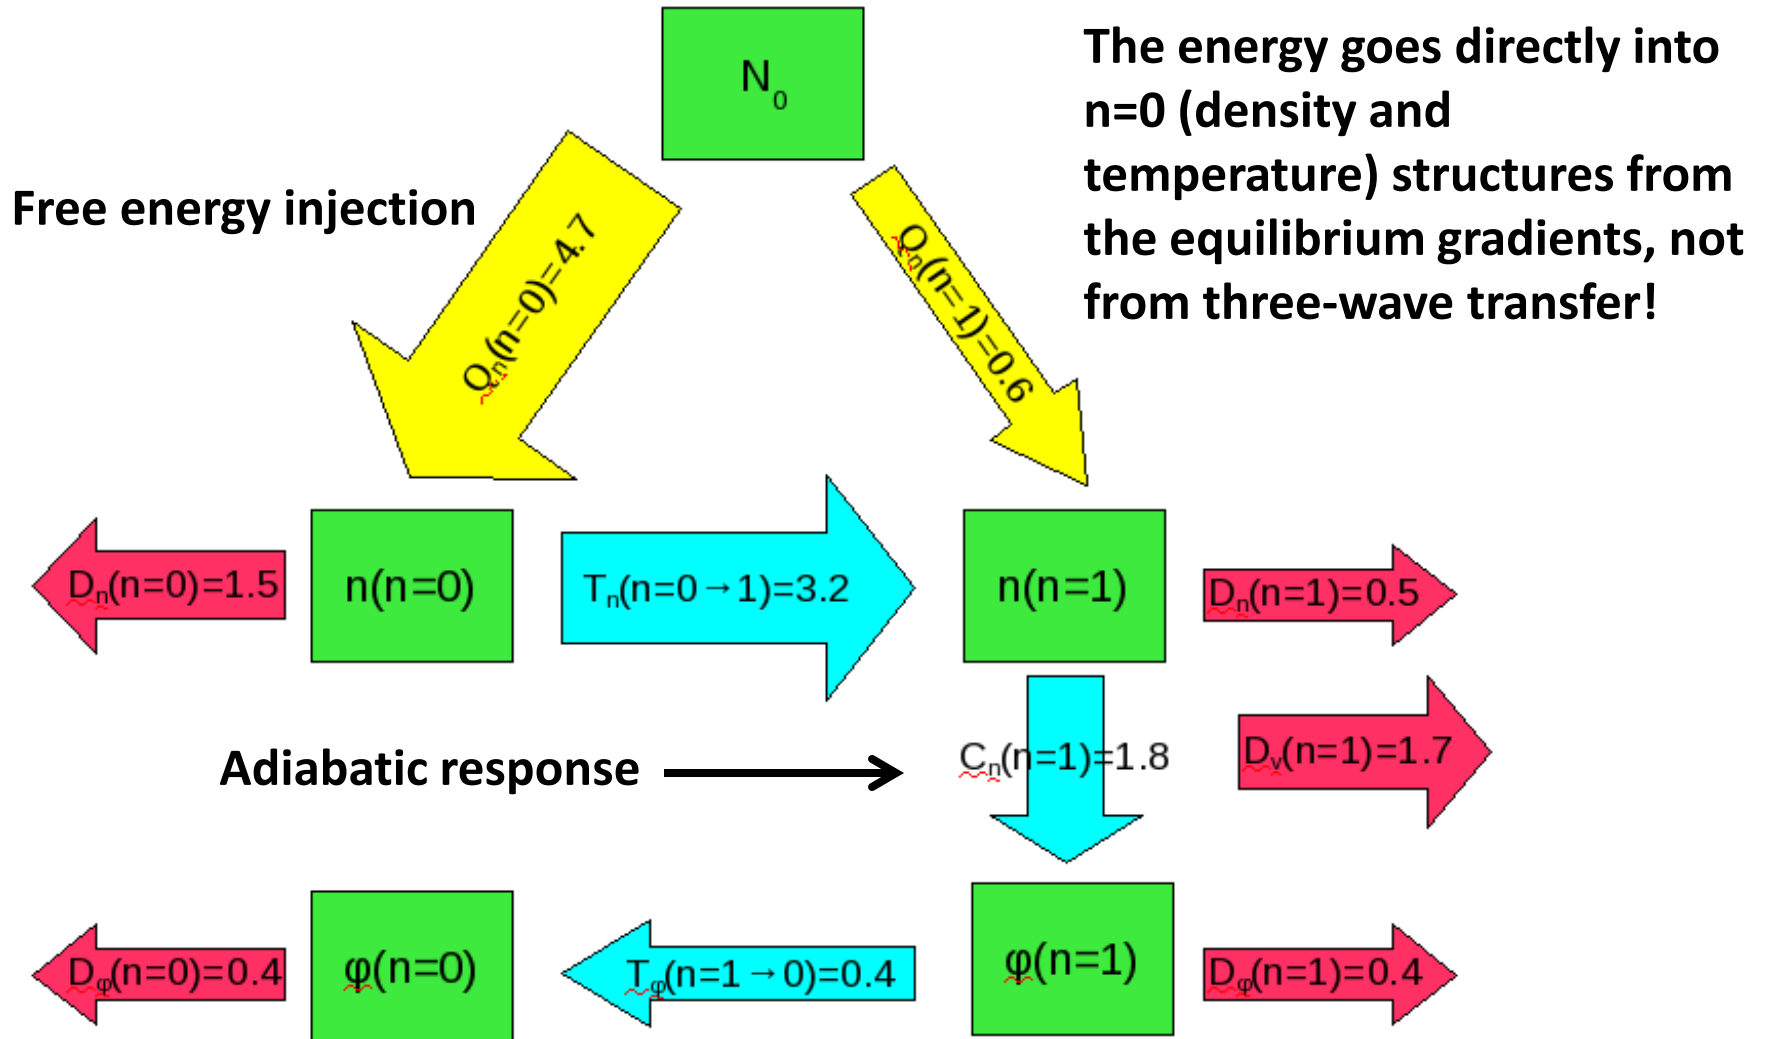 N₀
The energy goes directly into
n=0 (density and
temperature) structures from
the equilibrium gradients, not
from three-wave transfer!
Free energy injection
Qₙ(n=0)=4.7
Qₙ(n=1)=0.6
Dₙ(n=0)=1.5
n(n=0)
Tₙ(n=0→1)=3.2
n(n=1)
Dₙ(n=1)=0.5
Adiabatic response
Cₙ(n=1)=1.8
Dᵥ(n=1)=1.7
Dᵩ(n=0)=0.4
φ(n=0)
Tᵩ(n=1→0)=0.4
φ(n=1)
Dᵩ(n=1)=0.4